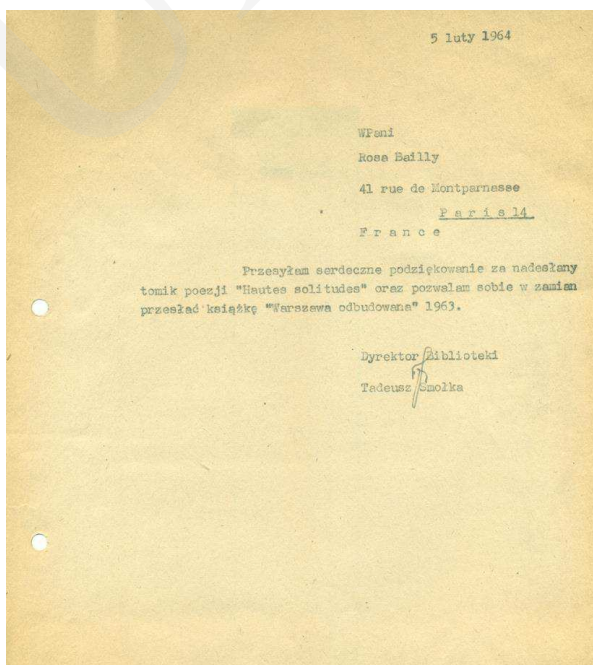 5 luty 1964
WPani
Rosa Bailly
41 rue de Montparnasse
P a r i s 14
F r a n c e
Przesyłam serdeczne podziękowanie za nadesłany
tomik poezji "Hautes solitudes" oraz pozwalam sobie w zamian
przesład książkę "Warszawa odbudowana" 1963.
Dyrektor Biblioteki
Tadeusz Smołka